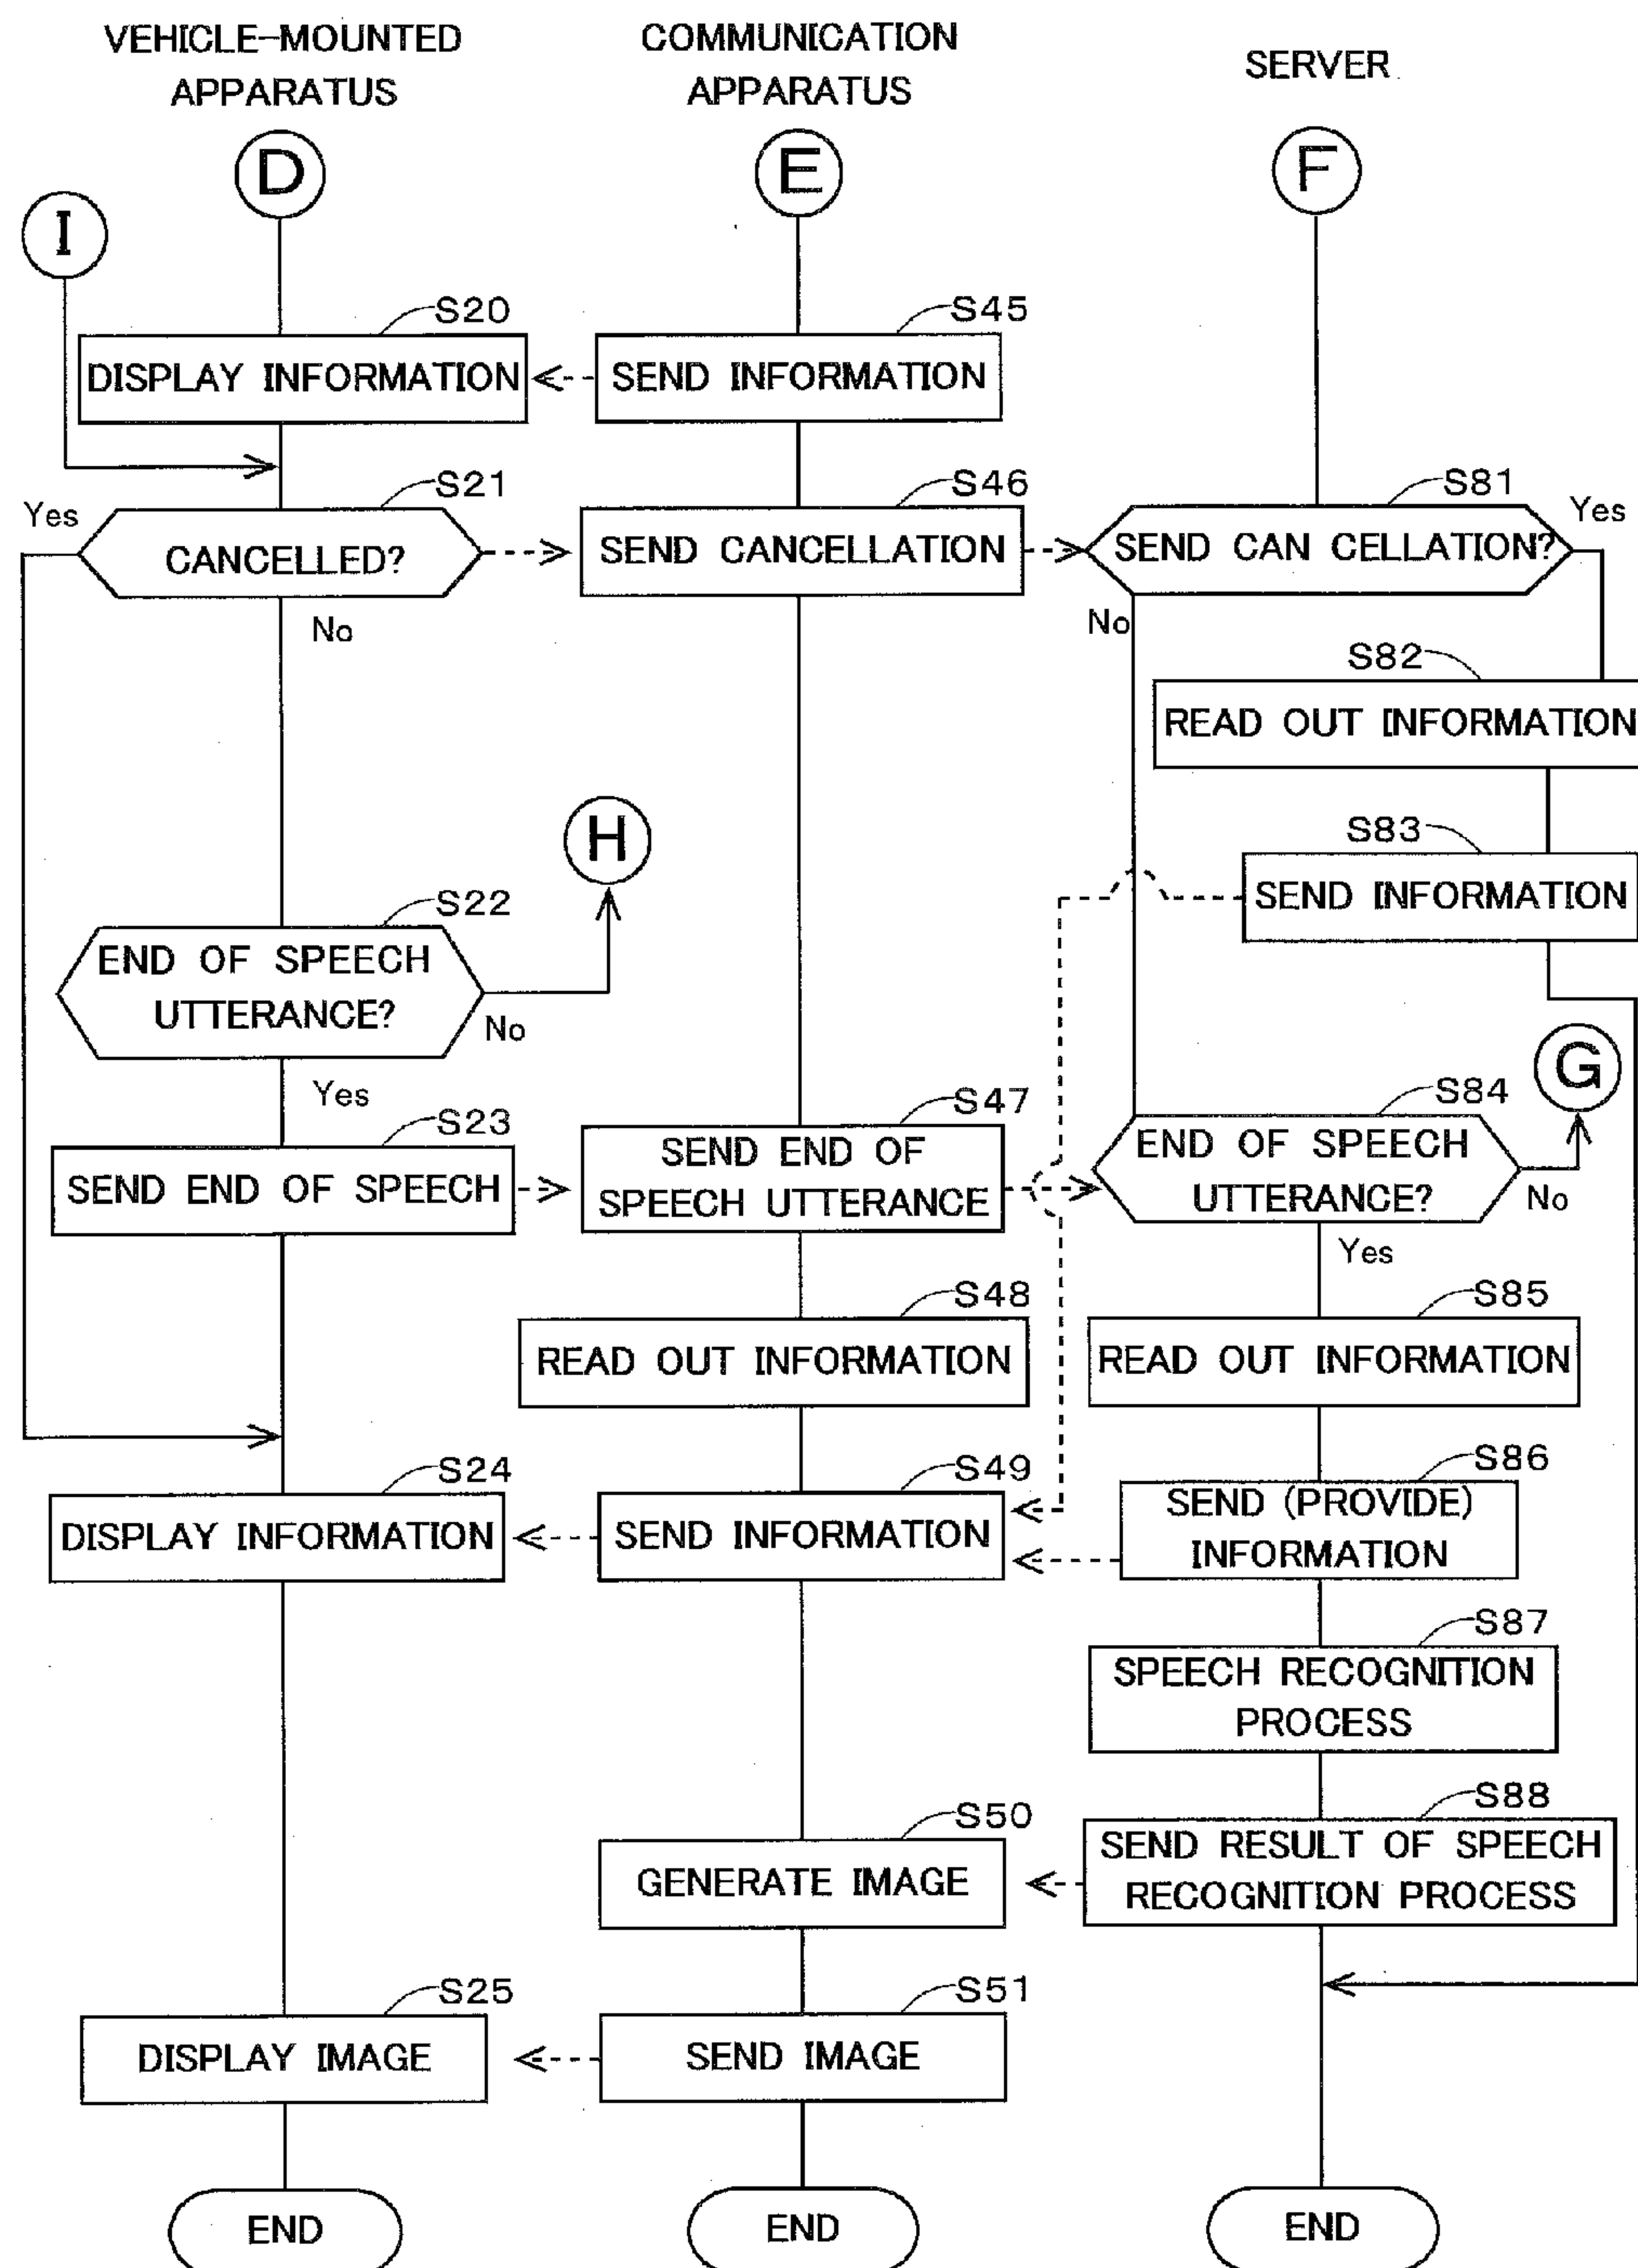 VEHICLE-MOUNTED
APPARATUS
COMMUNICATION
APPARATUS
SERVER
D
E
F
I
S20
DISPLAY INFORMATION
S45
SEND INFORMATION
S21
Yes
CANCELLED?
No
S46
SEND CANCELLATION
S81
Yes
SEND CAN CELLATION?
No
S82
READ OUT INFORMATION
S83
SEND INFORMATION
H
S22
END OF SPEECH
UTTERANCE?
No
Yes
G
S23
SEND END OF SPEECH
S47
SEND END OF
SPEECH UTTERANCE
S84
END OF SPEECH
UTTERANCE?
No
Yes
S48
READ OUT INFORMATION
S85
READ OUT INFORMATION
S24
DISPLAY INFORMATION
S49
SEND INFORMATION
S86
SEND (PROVIDE)
INFORMATION
S87
SPEECH RECOGNITION
PROCESS
S50
GENERATE IMAGE
S88
SEND RESULT OF SPEECH
RECOGNITION PROCESS
S25
DISPLAY IMAGE
S51
SEND IMAGE
END
END
END